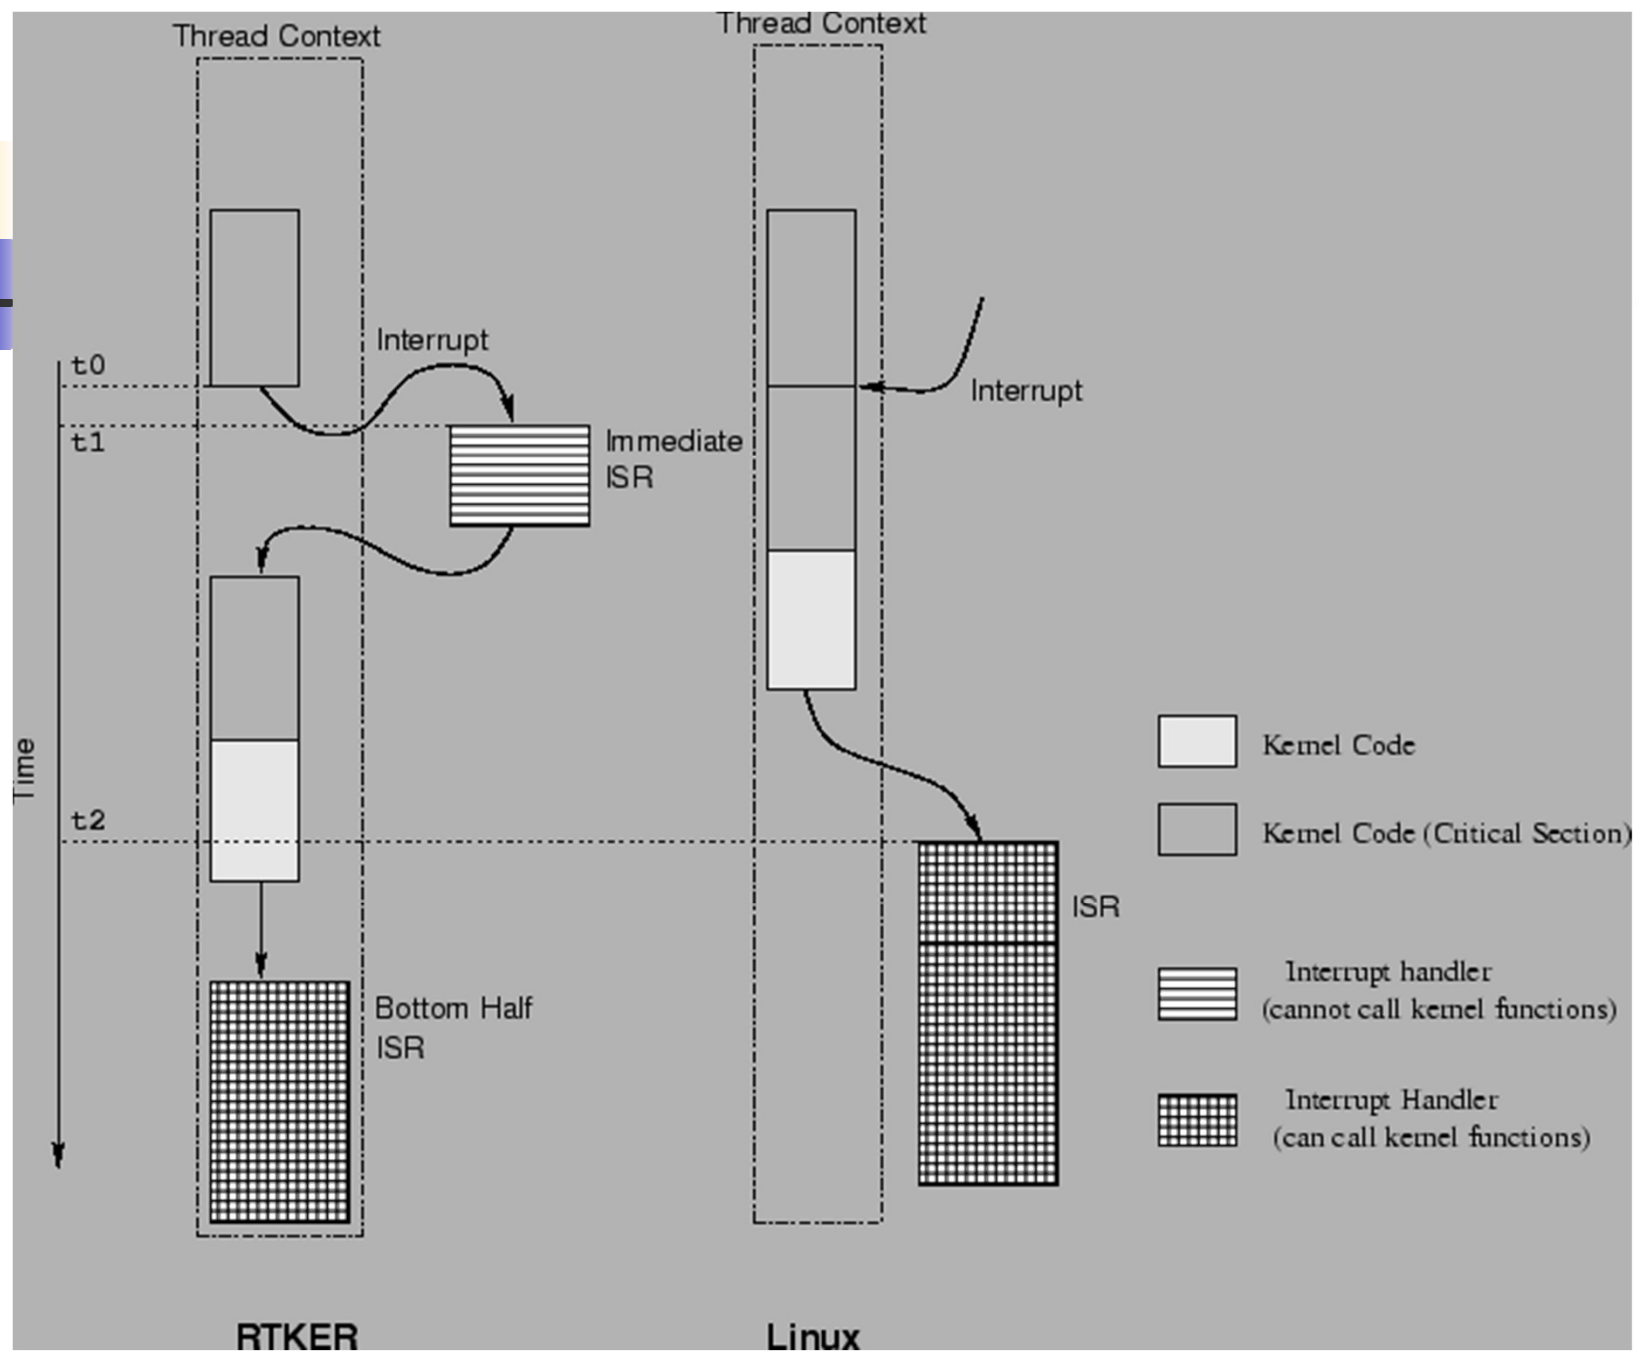 Thread Context
Thread Context
Interrupt
t0
Interrupt
t1
Immediate
ISR
Time
Kernel Code
t2
Kernel Code (Critical Section)
ISR
Interrupt handler
(cannot call kernel functions)
Bottom Half
ISR
Interrupt Handler
(can call kernel functions)
RTKER
Linux